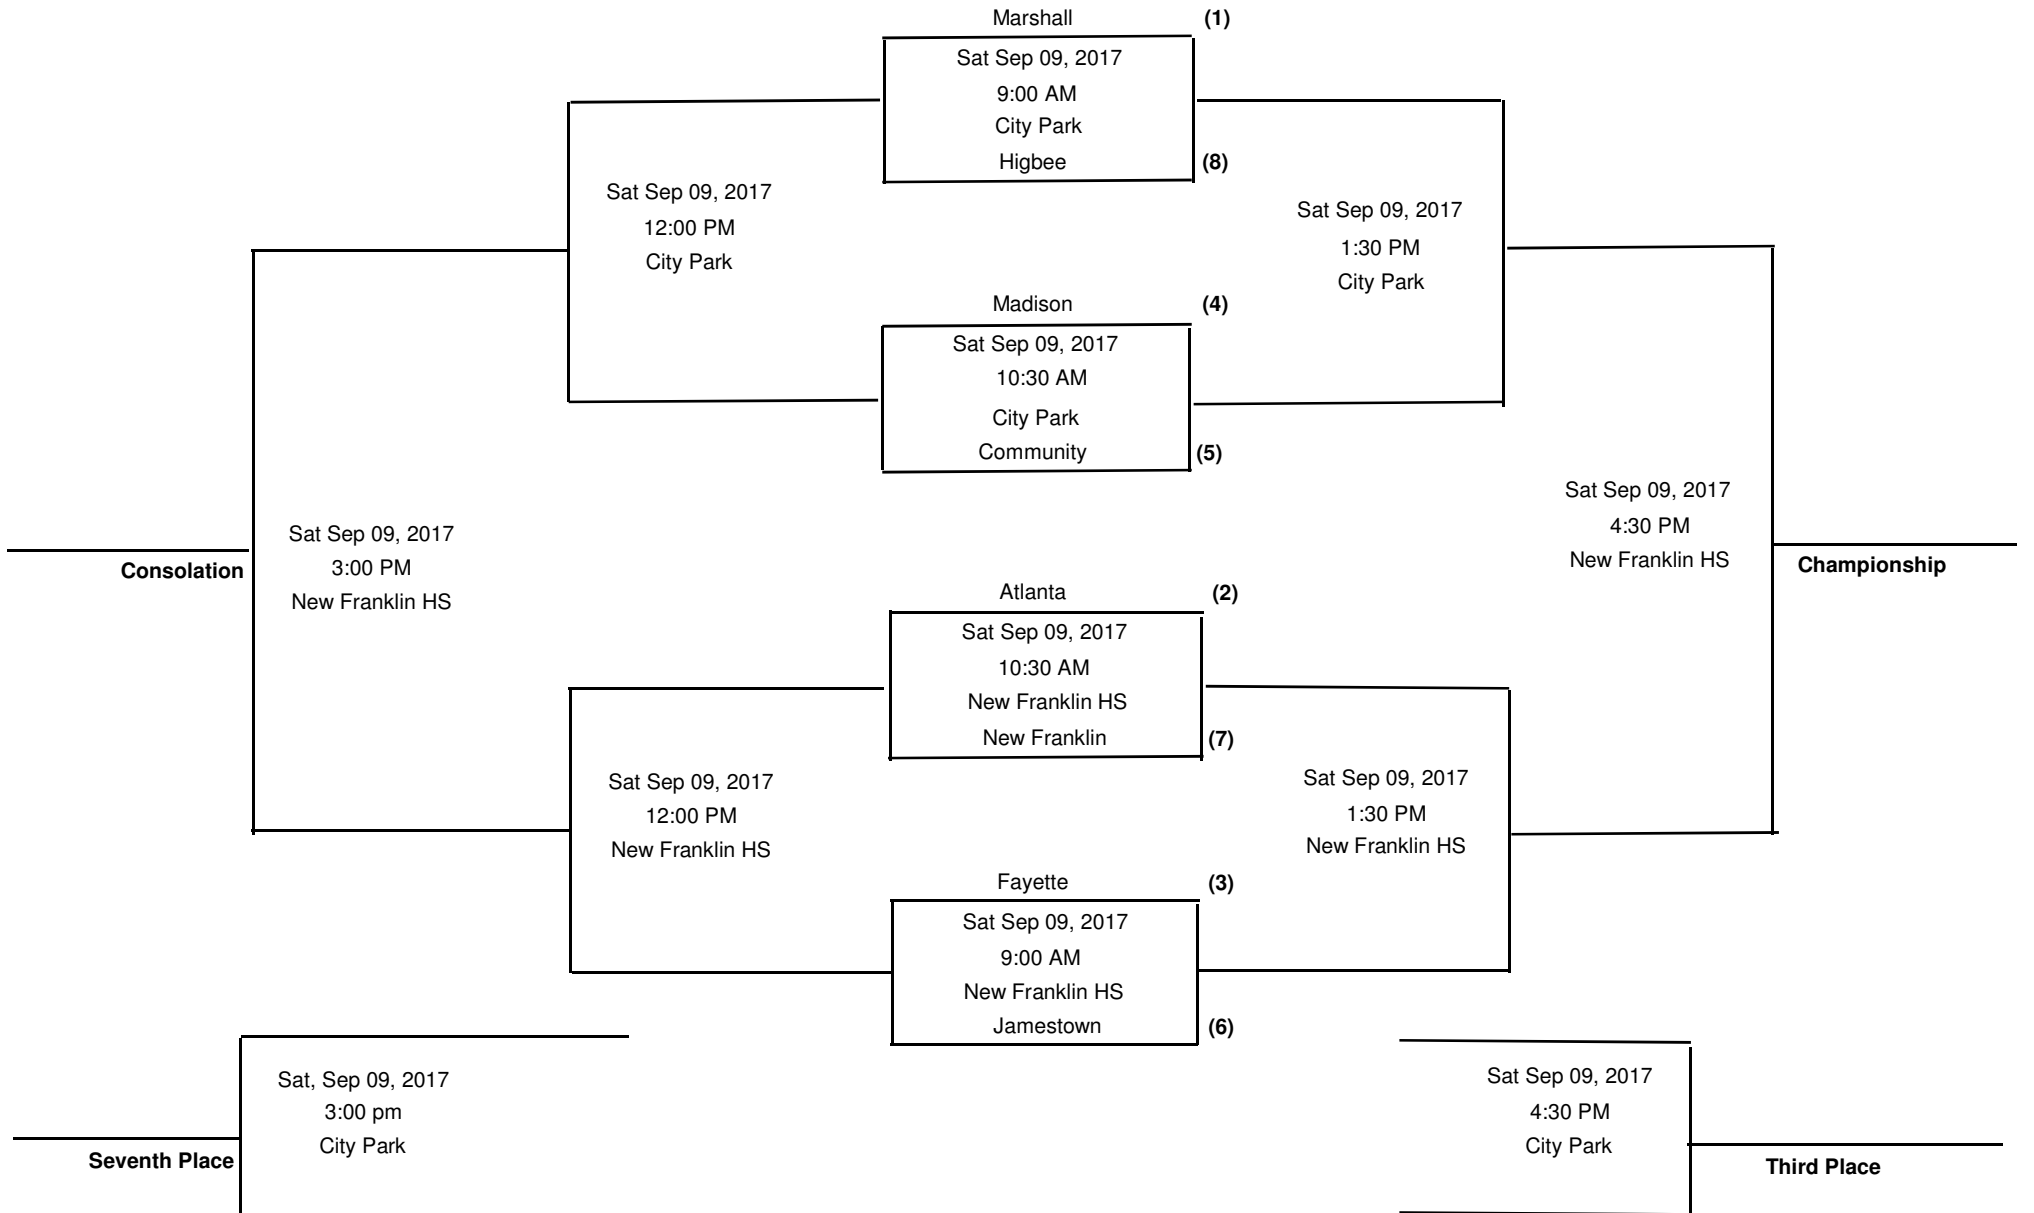 Marshall (1)
Sat Sep 09, 2017
9:00 AM
City Park
Higbee (8)
Sat Sep 09, 2017
12:00 PM
City Park
Sat Sep 09, 2017
1:30 PM
City Park
Madison (4)
Sat Sep 09, 2017
10:30 AM
City Park
Community (5)
Sat Sep 09, 2017
3:00 PM
New Franklin HS
Consolation
Sat Sep 09, 2017
4:30 PM
New Franklin HS
Championship
Atlanta (2)
Sat Sep 09, 2017
10:30 AM
New Franklin HS
New Franklin (7)
Sat Sep 09, 2017
12:00 PM
New Franklin HS
Sat Sep 09, 2017
1:30 PM
New Franklin HS
Fayette (3)
Sat Sep 09, 2017
9:00 AM
New Franklin HS
Jamestown (6)
Sat, Sep 09, 2017
3:00 pm
City Park
Seventh Place
Sat Sep 09, 2017
4:30 PM
City Park
Third Place